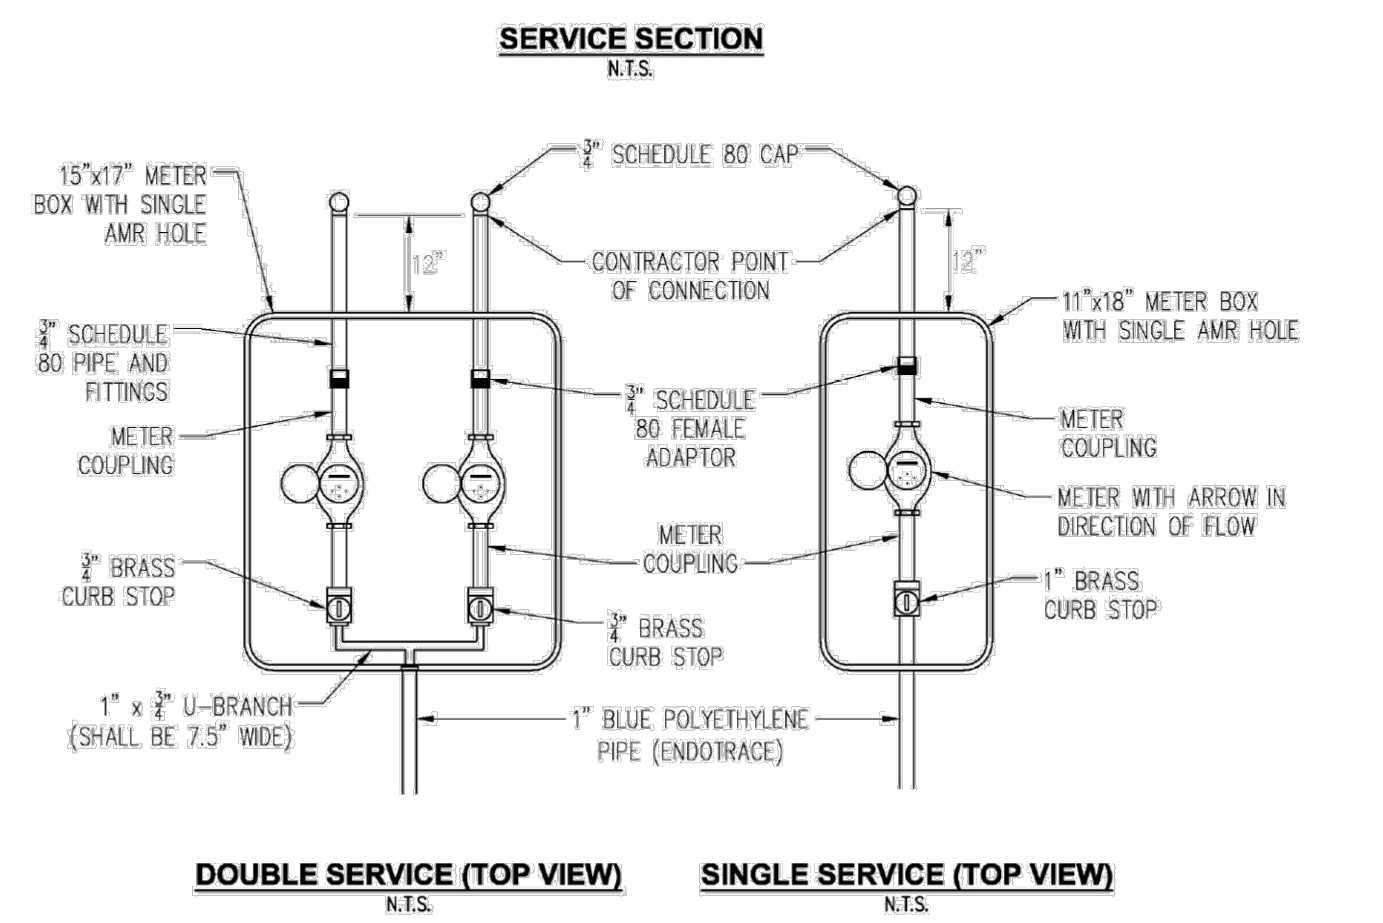 SERVICE SECTION
N.T.S.
3/4" SCHEDULE 80 CAP
15"x17" METER
BOX WITH SINGLE
AMR HOLE
12"
CONTRACTOR POINT
OF CONNECTION
12"
11"x18" METER BOX
WITH SINGLE AMR HOLE
3/4" SCHEDULE
80 PIPE AND
FITTINGS
3/4" SCHEDULE
80 FEMALE
ADAPTOR
METER
COUPLING
METER
COUPLING
METER WITH ARROW IN
DIRECTION OF FLOW
METER
COUPLING
3/4" BRASS
CURB STOP
1" BRASS
CURB STOP
3/4" BRASS
CURB STOP
1" x 3/4" U-BRANCH
(SHALL BE 7.5" WIDE)
1" BLUE POLYETHYLENE
PIPE (ENDOTRACE)
DOUBLE SERVICE (TOP VIEW)
N.T.S.
SINGLE SERVICE (TOP VIEW)
N.T.S.